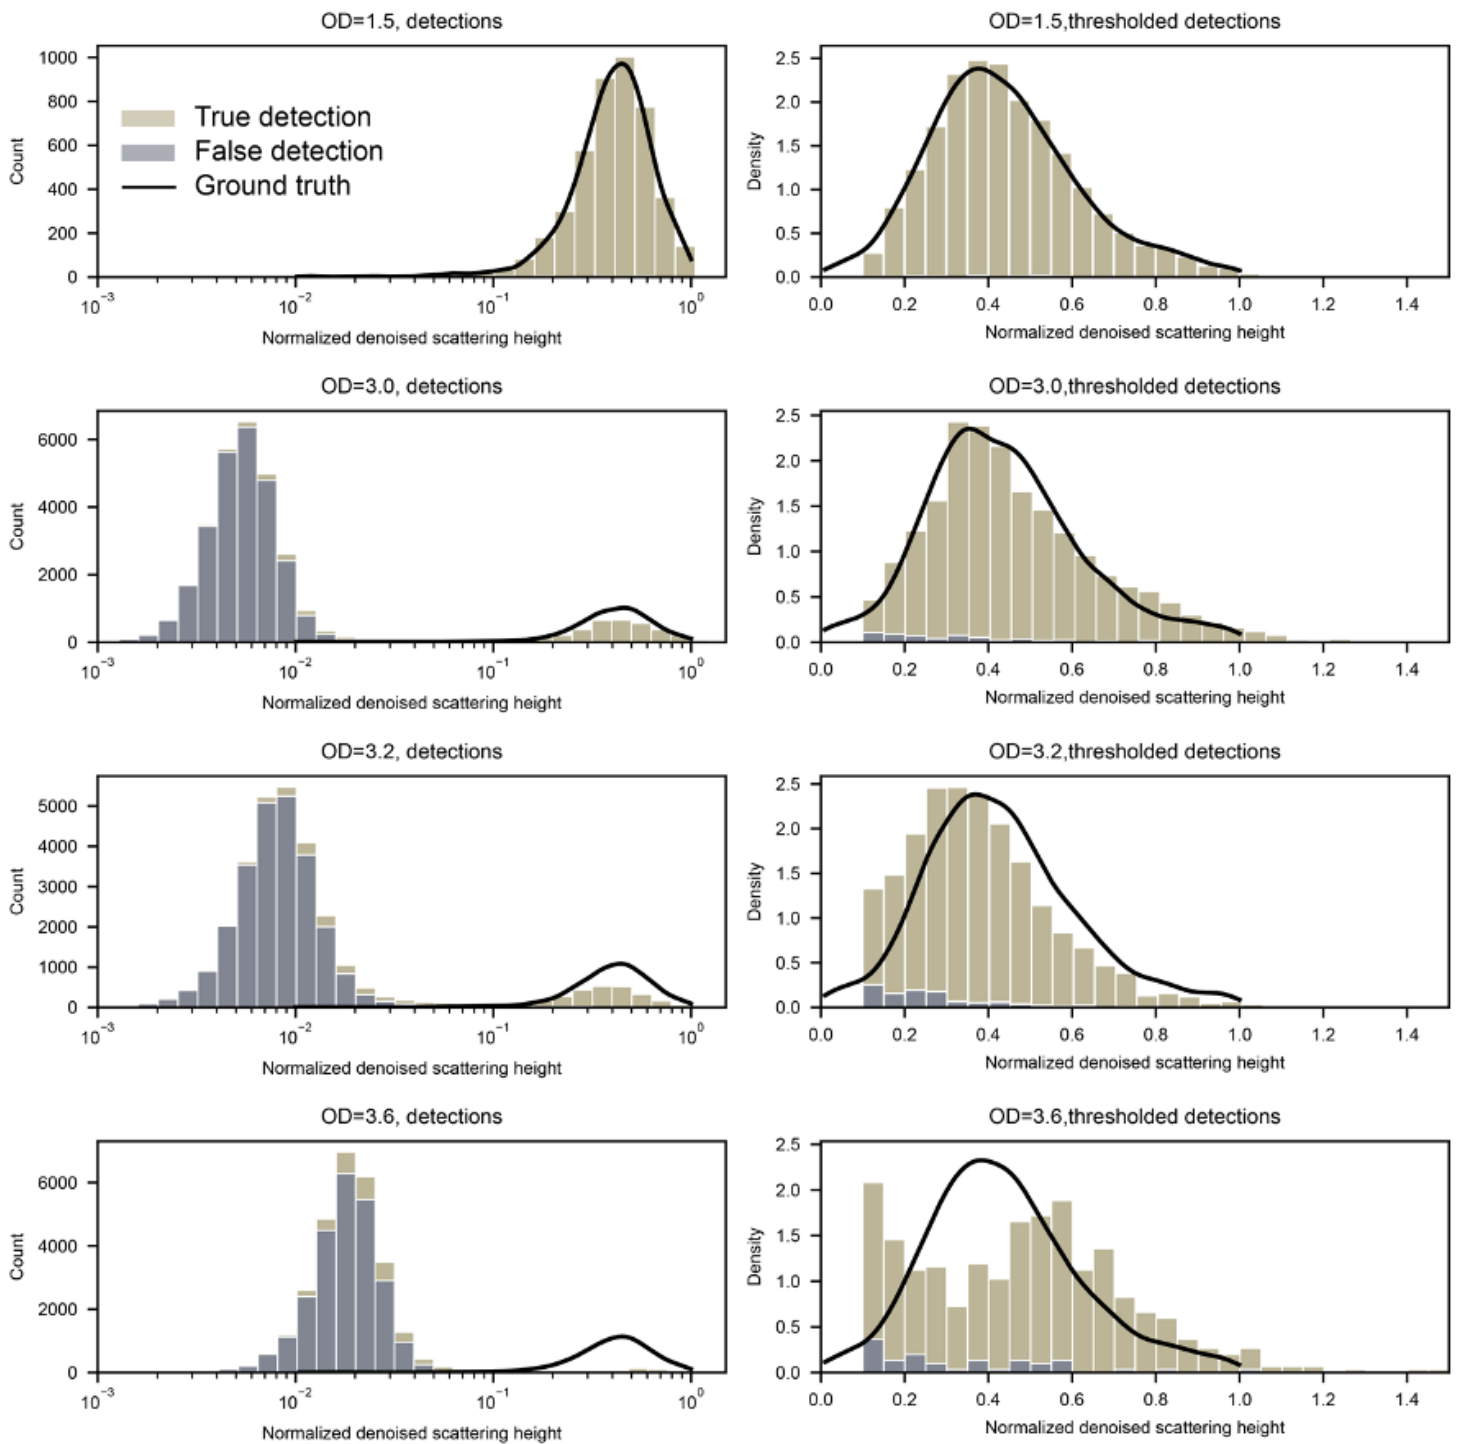 OD=1.5, detections
1000
800
600
400
200
0
Count
True detection
False detection
Ground truth
10⁻³ 10⁻² 10⁻¹ 10⁰
Normalized denoised scattering height
OD=1.5,thresholded detections
2.5
2.0
1.5
1.0
0.5
0.0
Density
0.0 0.2 0.4 0.6 0.8 1.0 1.2 1.4
Normalized denoised scattering height
OD=3.0, detections
6000
4000
2000
0
Count
10⁻³ 10⁻² 10⁻¹ 10⁰
Normalized denoised scattering height
OD=3.0,thresholded detections
2.5
2.0
1.5
1.0
0.5
0.0
Density
0.0 0.2 0.4 0.6 0.8 1.0 1.2 1.4
Normalized denoised scattering height
OD=3.2, detections
5000
4000
3000
2000
1000
0
Count
10⁻³ 10⁻² 10⁻¹ 10⁰
Normalized denoised scattering height
OD=3.2,thresholded detections
2.5
2.0
1.5
1.0
0.5
0.0
Density
0.0 0.2 0.4 0.6 0.8 1.0 1.2 1.4
Normalized denoised scattering height
OD=3.6, detections
6000
4000
2000
0
Count
10⁻³ 10⁻² 10⁻¹ 10⁰
Normalized denoised scattering height
OD=3.6,thresholded detections
2.5
2.0
1.5
1.0
0.5
0.0
Density
0.0 0.2 0.4 0.6 0.8 1.0 1.2 1.4
Normalized denoised scattering height